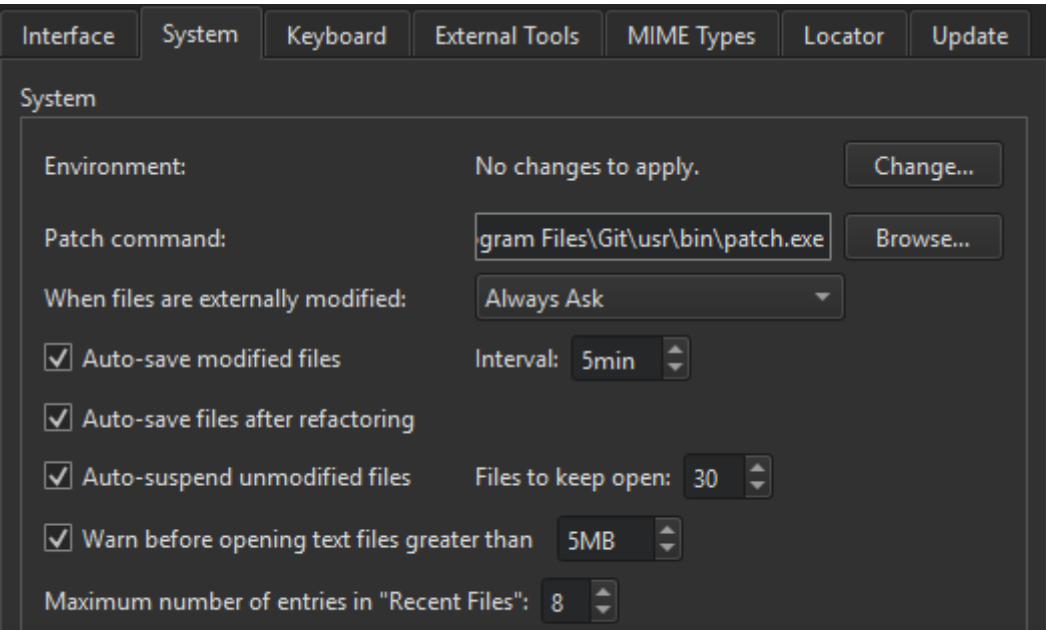 Interface System Keyboard External Tools MIME Types Locator Update
System
Environment: No changes to apply. Change...
Patch command: gram Files\Git\usr\bin\patch.exe Browse...
When files are externally modified: Always Ask
Auto-save modified files Interval: 5min
Auto-save files after refactoring
Auto-suspend unmodified files Files to keep open: 30
Warn before opening text files greater than 5MB
Maximum number of entries in "Recent Files": 8